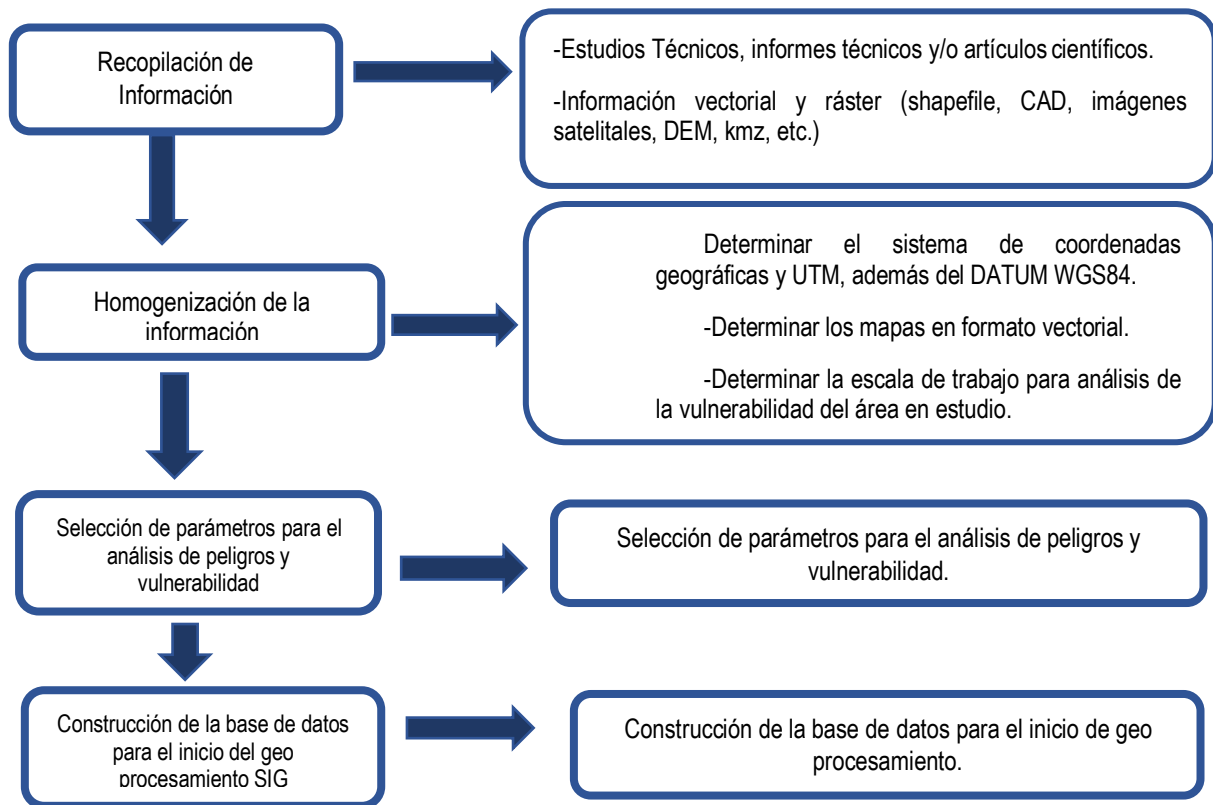 Recopilación de
Información
-Estudios Técnicos, informes técnicos y/o artículos científicos.
-Información vectorial y ráster (shapefile, CAD, imágenes
satelitales, DEM, kmz, etc.)
Homogenización de la
información
Determinar el sistema de coordenadas
geográficas y UTM, además del DATUM WGS84.
-Determinar los mapas en formato vectorial.
-Determinar la escala de trabajo para análisis de
la vulnerabilidad del área en estudio.
Selección de parámetros para el
análisis de peligros y
vulnerabilidad
Selección de parámetros para el análisis de peligros y
vulnerabilidad.
Construcción de la base de datos
para el inicio del geo
procesamiento SIG
Construcción de la base de datos para el inicio de geo
procesamiento.